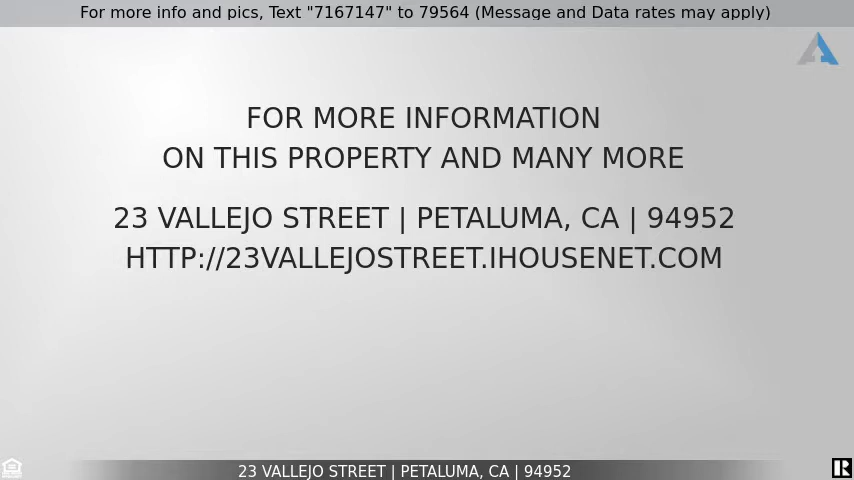 For more info and pics, Text "7167147" to 79564 (Message and Data rates may apply)
FOR MORE INFORMATION
ON THIS PROPERTY AND MANY MORE
23 VALLEJO STREET | PETALUMA, CA | 94952
HTTP://23VALLEJOSTREET.IHOUSENET.COM
23 VALLEJO STREET | PETALUMA, CA | 94952